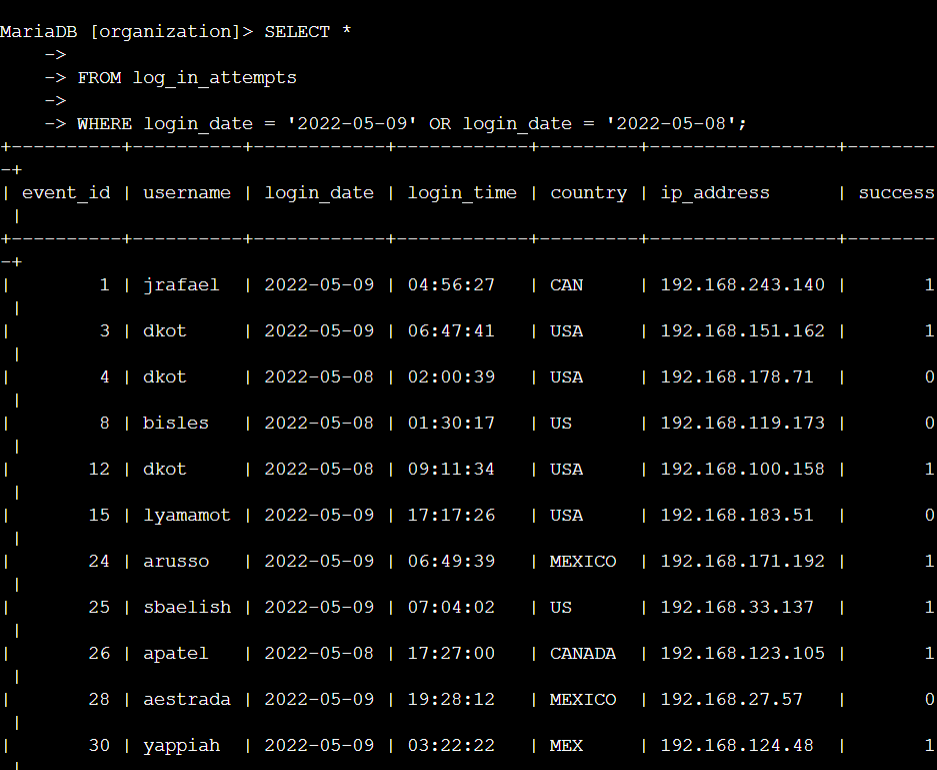 MariaDB [organization]> SELECT *
    ->
    -> FROM log_in_attempts
    ->
    -> WHERE login_date = '2022-05-09' OR login_date = '2022-05-08';
+----------+----------+------------+------------+---------+-----------------+--------
-+
| event_id | username | login_date | login_time | country | ip_address      | success
 |
+----------+----------+------------+------------+---------+-----------------+--------
-+
|        1 | jrafael  | 2022-05-09 | 04:56:27   | CAN     | 192.168.243.140 |       1
 |
|        3 | dkot     | 2022-05-09 | 06:47:41   | USA     | 192.168.151.162 |       1
 |
|        4 | dkot     | 2022-05-08 | 02:00:39   | USA     | 192.168.178.71  |       0
 |
|        8 | bisles   | 2022-05-08 | 01:30:17   | US      | 192.168.119.173 |       0
 |
|       12 | dkot     | 2022-05-08 | 09:11:34   | USA     | 192.168.100.158 |       1
 |
|       15 | lyamamot | 2022-05-09 | 17:17:26   | USA     | 192.168.183.51  |       0
 |
|       24 | arusso   | 2022-05-09 | 06:49:39   | MEXICO  | 192.168.171.192 |       1
 |
|       25 | sbaelish | 2022-05-09 | 07:04:02   | US      | 192.168.33.137  |       1
 |
|       26 | apatel   | 2022-05-08 | 17:27:00   | CANADA  | 192.168.123.105 |       1
 |
|       28 | aestrada | 2022-05-09 | 19:28:12   | MEXICO  | 192.168.27.57   |       0
 |
|       30 | yappiah  | 2022-05-09 | 03:22:22   | MEX     | 192.168.124.48  |       1
 |